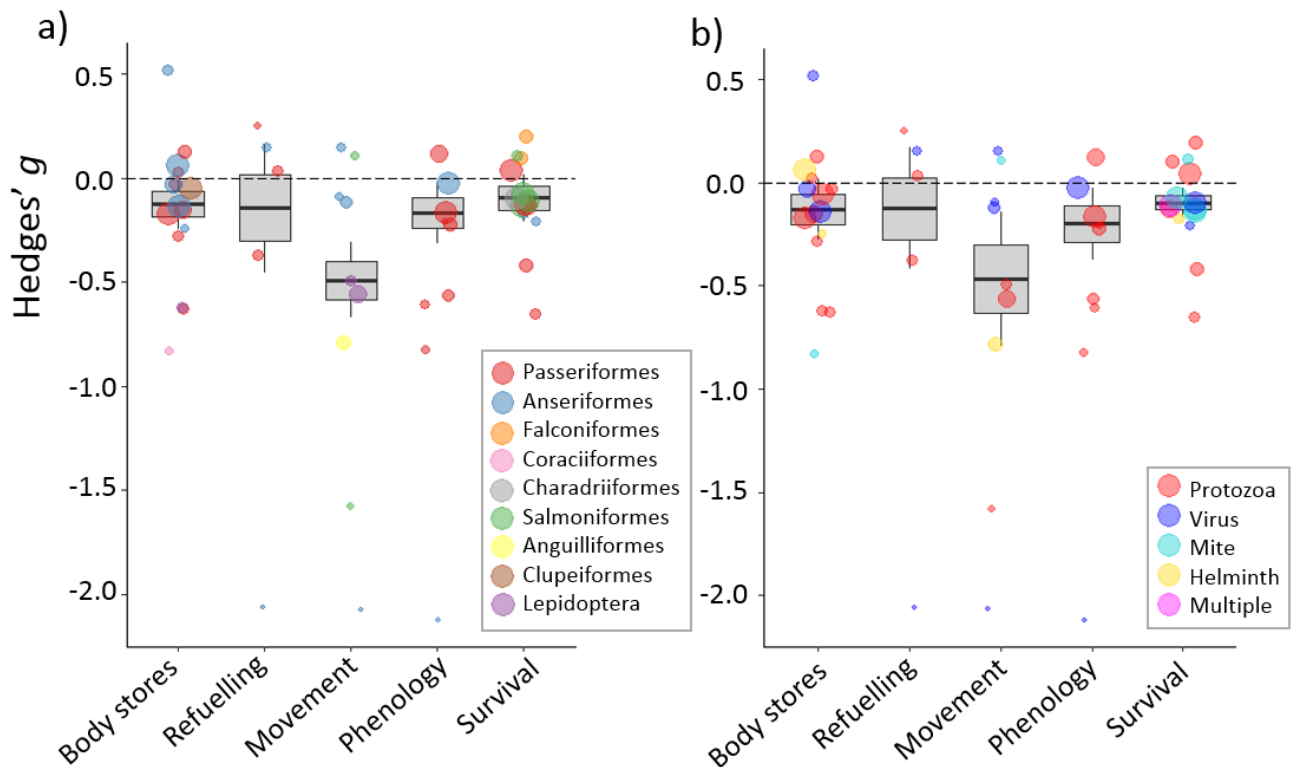 a)
Hedges' g
0.5
0.0
-0.5
-1.0
-1.5
-2.0
Body stores
Refuelling
Movement
Phenology
Survival
Passeriformes
Anseriformes
Falconiformes
Coraciiformes
Charadriiformes
Salmoniformes
Anguilliformes
Clupeiformes
Lepidoptera
b)
0.5
0.0
-0.5
-1.0
-1.5
-2.0
Body stores
Refuelling
Movement
Phenology
Survival
Protozoa
Virus
Mite
Helminth
Multiple